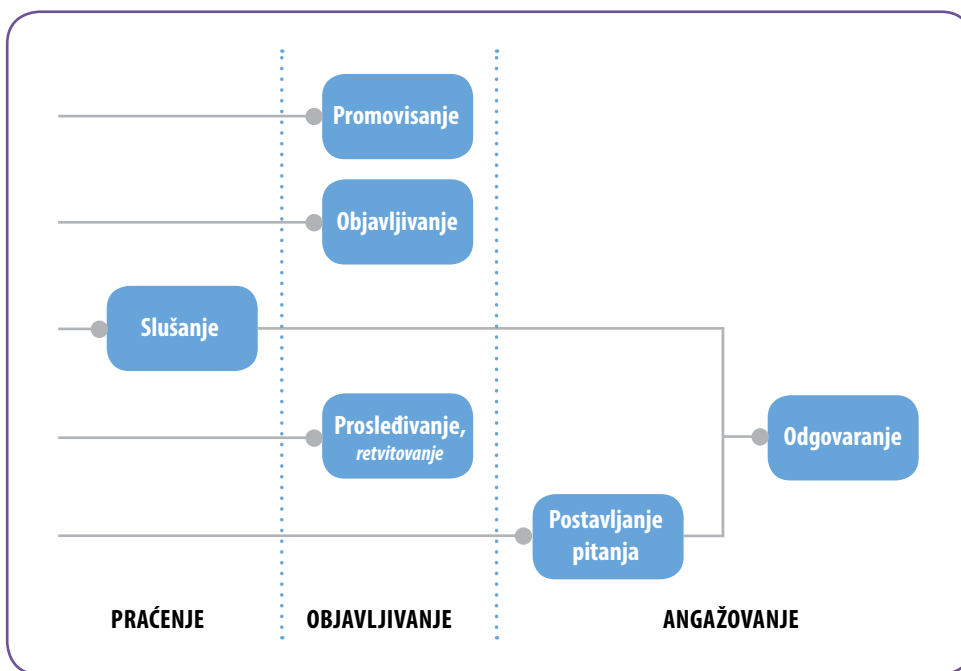 Promovisanje
Objavljivanje
Slušanje
Prosleđivanje,
retvitovanje
Odgovaranje
Postavljanje
pitanja
PRAĆENJE
OBJAVLJIVANJE
ANGAŽOVANJE